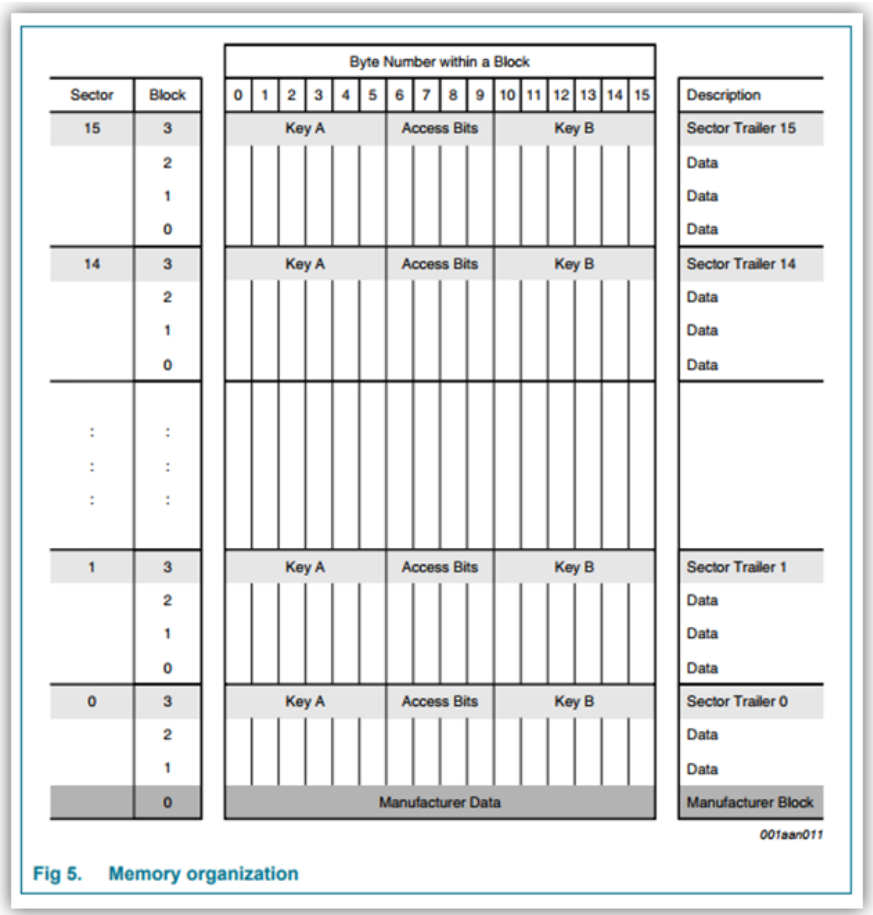 Byte Number within a Block
Sector Block 0 1 2 3 4 5 6 7 8 9 10 11 12 13 14 15 Description
15 3 Key A Access Bits Key B Sector Trailer 15
2 Data
1 Data
0 Data
14 3 Key A Access Bits Key B Sector Trailer 14
2 Data
1 Data
0 Data
: :
: :
: :
1 3 Key A Access Bits Key B Sector Trailer 1
2 Data
1 Data
0 Data
0 3 Key A Access Bits Key B Sector Trailer 0
2 Data
1 Data
0 Manufacturer Data Manufacturer Block
001aan011
Fig 5. Memory organization